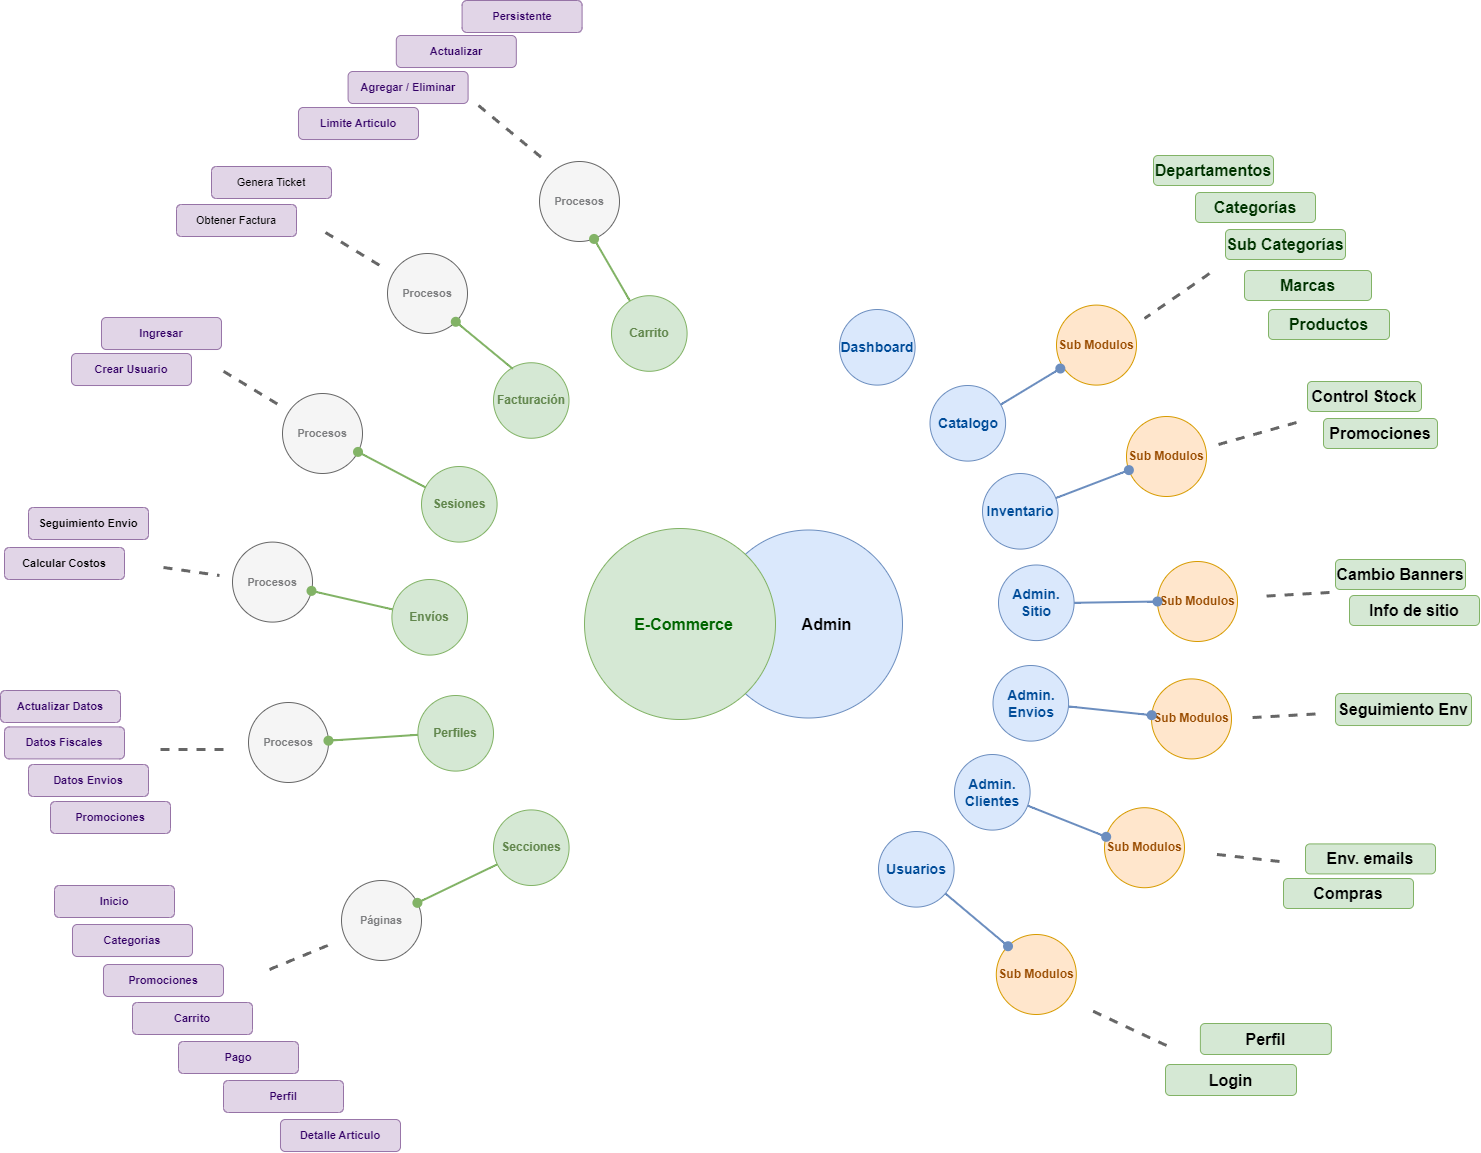 Persistente
Actualizar
Agregar / Eliminar
Limite Articulo
Procesos
Carrito
Genera Ticket
Obtener Factura
Procesos
Facturación
Ingresar
Crear Usuario
Procesos
Sesiones
Seguimiento Envio
Calcular Costos
Procesos
Envíos
Actualizar Datos
Datos Fiscales
Datos Envios
Promociones
Procesos
Perfiles
Secciones
Páginas
Inicio
Categorias
Promociones
Carrito
Pago
Perfil
Detalle Articulo
E-Commerce
Admin
Dashboard
Catalogo
Sub Modulos
Departamentos
Categorías
Sub Categorías
Marcas
Productos
Inventario
Sub Modulos
Control Stock
Promociones
Admin.
Sitio
Sub Modulos
Cambio Banners
Info de sitio
Admin.
Envios
Sub Modulos
Seguimiento Env
Admin.
Clientes
Sub Modulos
Env. emails
Compras
Usuarios
Sub Modulos
Perfil
Login